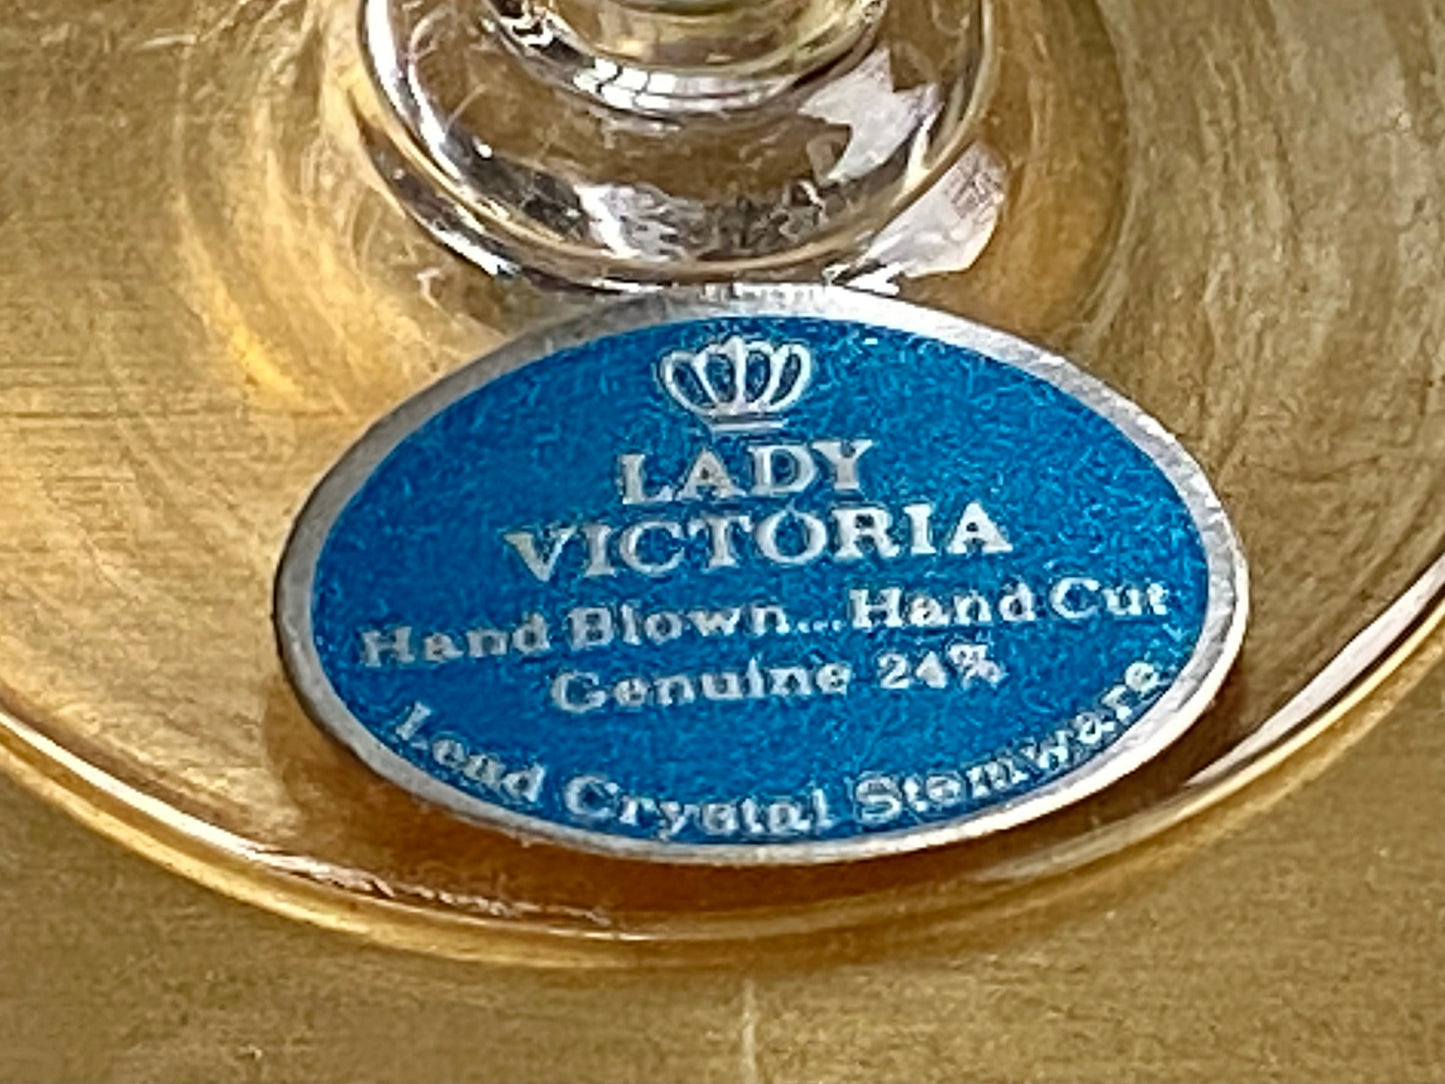 LADY
VICTORIA
Hand Blown...Hand Cut
Genuine 24%
Lead Crystal Stemware